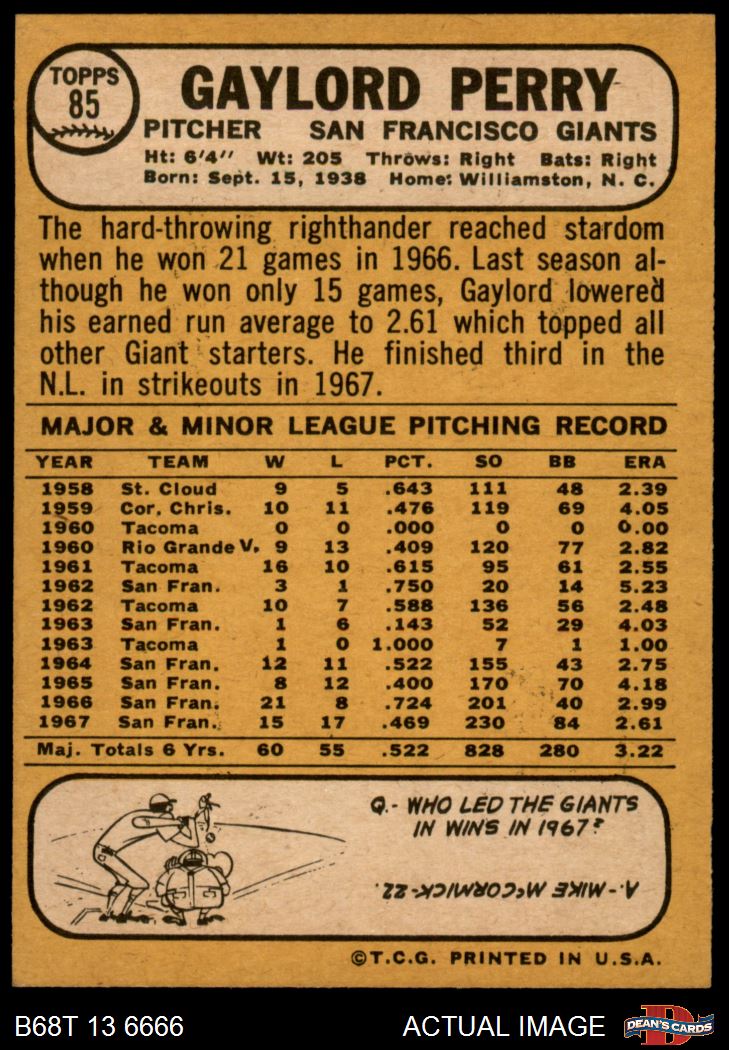 TOPPS
85
GAYLORD PERRY
PITCHER SAN FRANCISCO GIANTS
Ht: 6'4'' Wt: 205 Throws: Right Bats: Right
Born: Sept. 15, 1938 Home: Williamston, N. C.
The hard-throwing righthander reached stardom
when he won 21 games in 1966. Last season al-
though he won only 15 games, Gaylord lowered
his earned run average to 2.61 which topped all
other Giant starters. He finished third in the
N.L. in strikeouts in 1967.
MAJOR & MINOR LEAGUE PITCHING RECORD
YEAR TEAM W L PCT. SO BB ERA
1958 St. Cloud 9 5 .643 111 48 2.39
1959 Cor. Chris. 10 11 .476 119 69 4.05
1960 Tacoma 0 0 .000 0 0 0.00
1960 Rio Grande V. 9 13 .409 120 77 2.82
1961 Tacoma 16 10 .615 95 61 2.55
1962 San Fran. 3 1 .750 20 14 5.23
1962 Tacoma 10 7 .588 136 56 2.48
1963 San Fran. 1 6 .143 52 29 4.03
1963 Tacoma 1 0 1.000 7 1 1.00
1964 San Fran. 12 11 .522 155 43 2.75
1965 San Fran. 8 12 .400 170 70 4.18
1966 San Fran. 21 8 .724 201 40 2.99
1967 San Fran. 15 17 .469 230 84 2.61
Maj. Totals 6 Yrs. 60 55 .522 828 280 3.22
Q.- WHO LED THE GIANTS
IN WINS IN 1967?
A.- MIKE McCORMICK-22.
©T.C.G. PRINTED IN U.S.A.
B68T 13 6666
ACTUAL IMAGE
D
DEAN'S CARDS